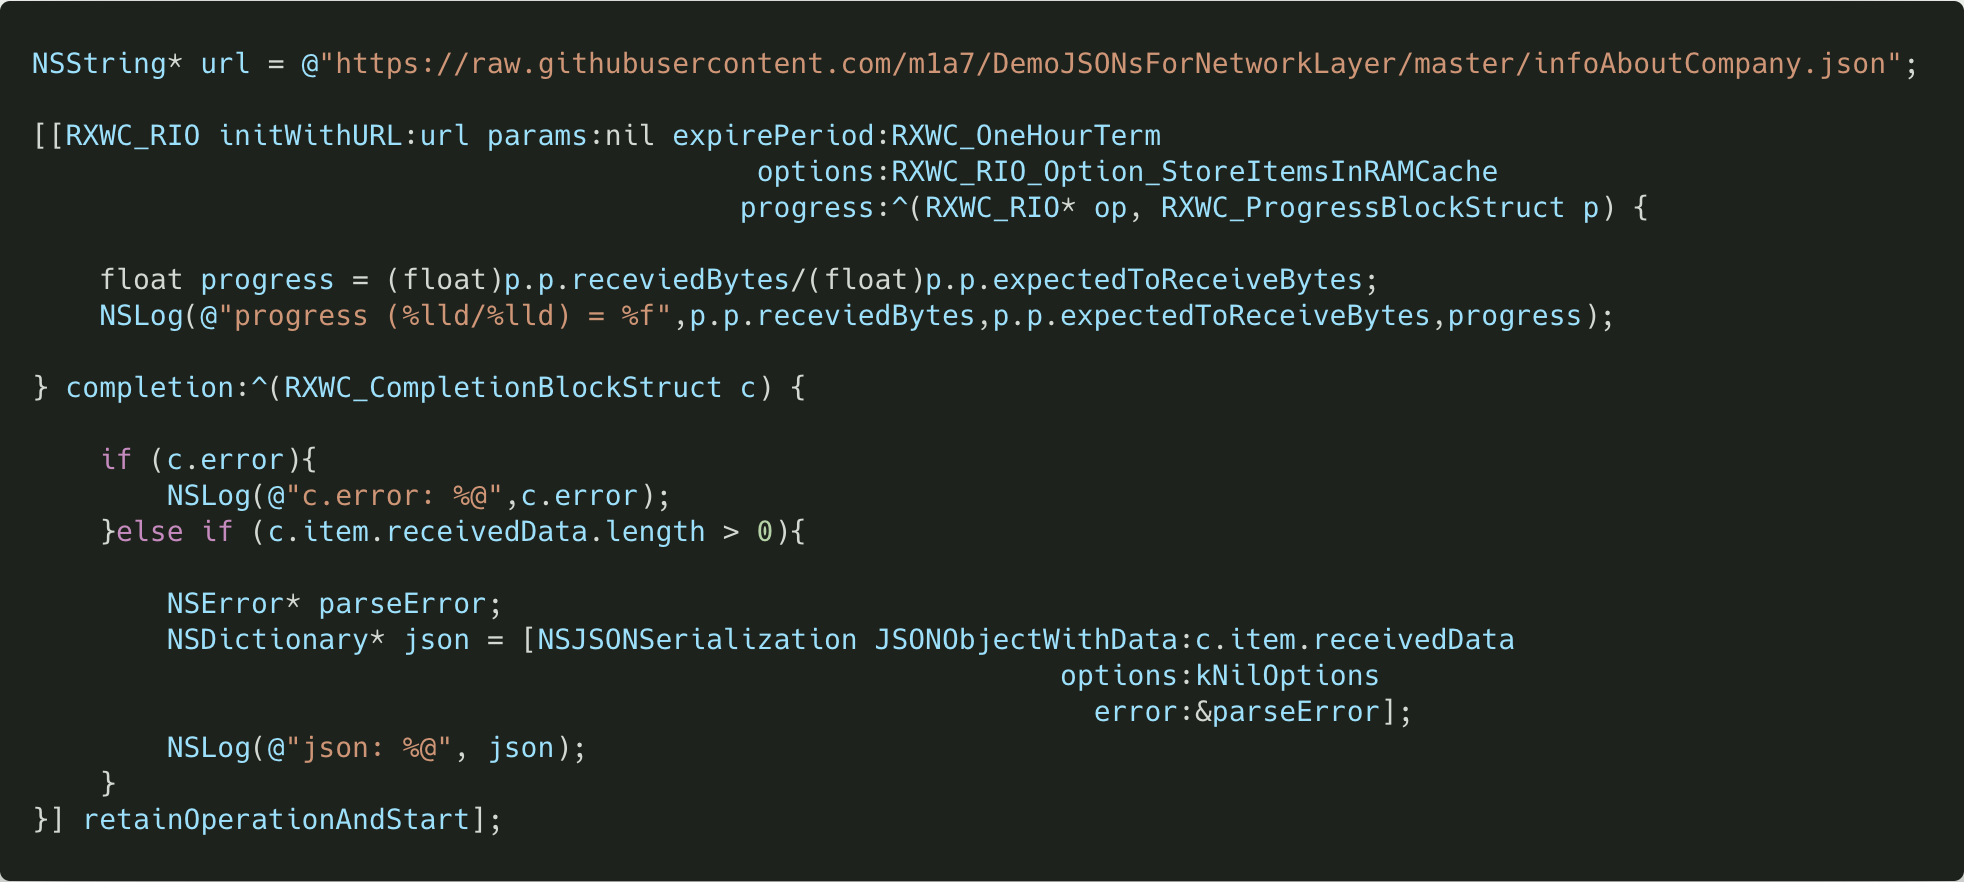 NSString* url = @"https://raw.githubusercontent.com/m1a7/DemoJSONsForNetworkLayer/master/infoAboutCompany.json";
[[RXWC_RIO initWithURL:url params:nil expirePeriod:RXWC_OneHourTerm
options:RXWC_RIO_Option_StoreItemsInRAMCache
progress:^(RXWC_RIO* op, RXWC_ProgressBlockStruct p) {
float progress = (float)p.p.receviedBytes/(float)p.p.expectedToReceiveBytes;
NSLog(@"progress (%lld/%lld) = %f",p.p.receviedBytes,p.p.expectedToReceiveBytes,progress);
} completion:^(RXWC_CompletionBlockStruct c) {
if (c.error){
NSLog(@"c.error: %@",c.error);
}else if (c.item.receivedData.length > 0){
NSError* parseError;
NSDictionary* json = [NSJSONSerialization JSONObjectWithData:c.item.receivedData
options:kNilOptions
error:&parseError];
NSLog(@"json: %@", json);
}
}] retainOperationAndStart];